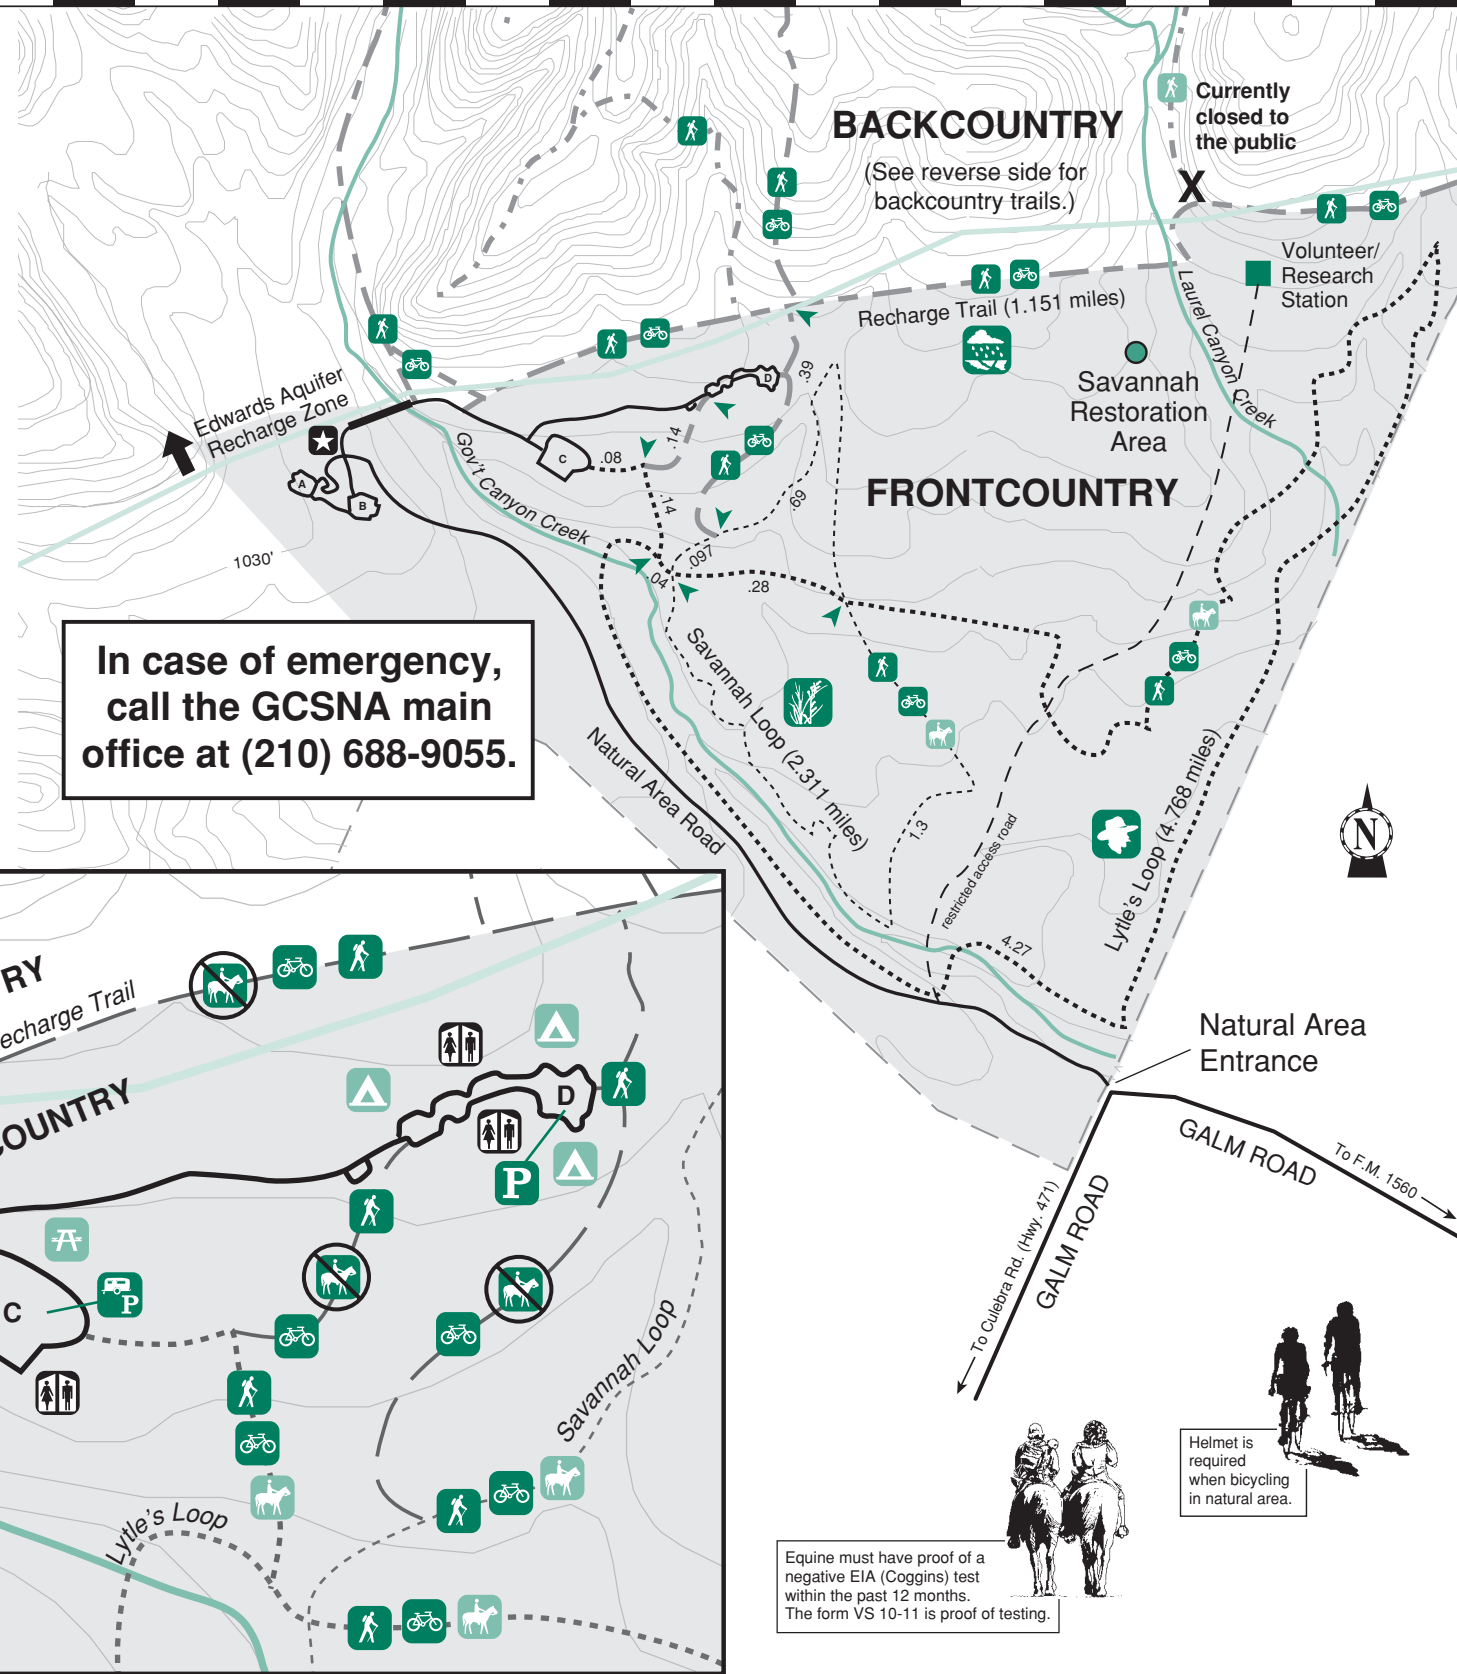 BACKCOUNTRY
(See reverse side for
backcountry trails.)
Currently
closed to
the public
X
Volunteer/
Research
Station
Recharge Trail (1.151 miles)
Laurel Canyon Creek
Savannah
Restoration
Area
Edwards Aquifer
Recharge Zone
A
B
C
D
.08
.14
.14
.39
.69
.097
.04
.28
Gov't Canyon Creek
FRONTCOUNTRY
1030'
In case of emergency,
call the GCSNA main
office at (210) 688-9055.
Savannah Loop (2.311 miles)
Natural Area Road
1.3
restricted access road
Lytle's Loop (4.768 miles)
4.27
N
Natural Area
Entrance
GALM ROAD
To F.M. 1560
To Culebra Rd. (Hwy. 471)
GALM ROAD
RY
echarge Trail
COUNTRY
D
P
C
P
Savannah Loop
Lytle's Loop
Helmet is
required
when bicycling
in natural area.
Equine must have proof of a
negative EIA (Coggins) test
within the past 12 months.
The form VS 10-11 is proof of testing.